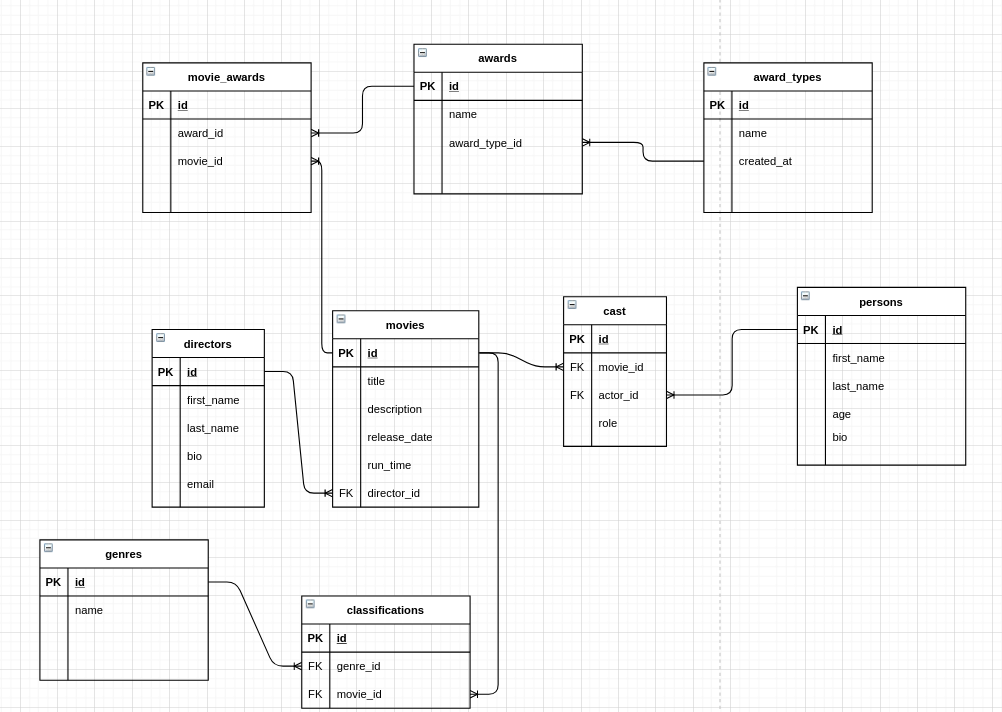 movie_awards
PK id
award_id
movie_id
awards
PK id
name
award_type_id
award_types
PK id
name
created_at
directors
PK id
first_name
last_name
bio
email
movies
PK id
title
description
release_date
run_time
FK director_id
cast
PK id
FK movie_id
FK actor_id
role
persons
PK id
first_name
last_name
age
bio
genres
PK id
name
classifications
PK id
FK genre_id
FK movie_id